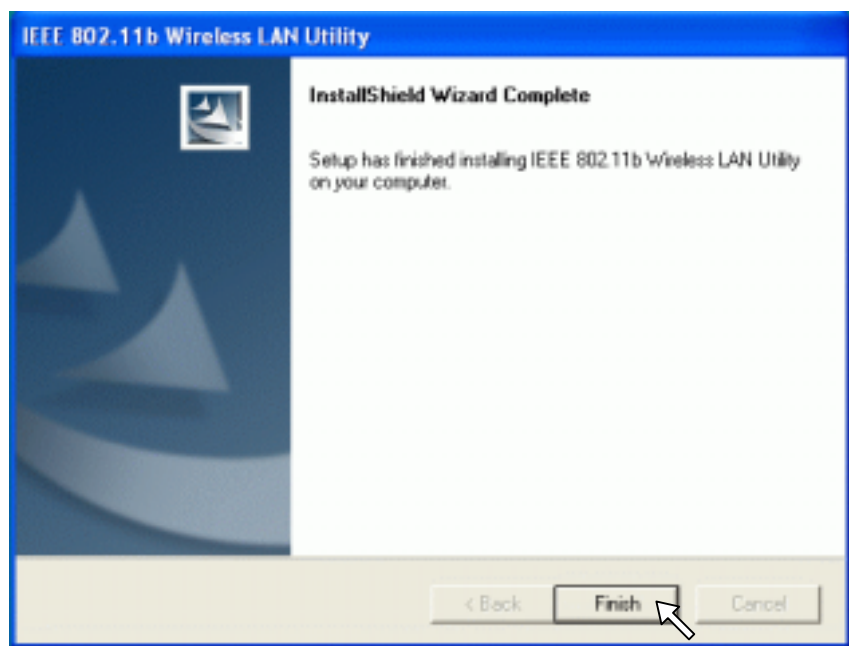 IEEE 802.11b Wireless LAN Utility
InstallShield Wizard Complete
Setup has finished installing IEEE 802.11b Wireless LAN Utility
on your computer.
< Back
Finish
Cancel